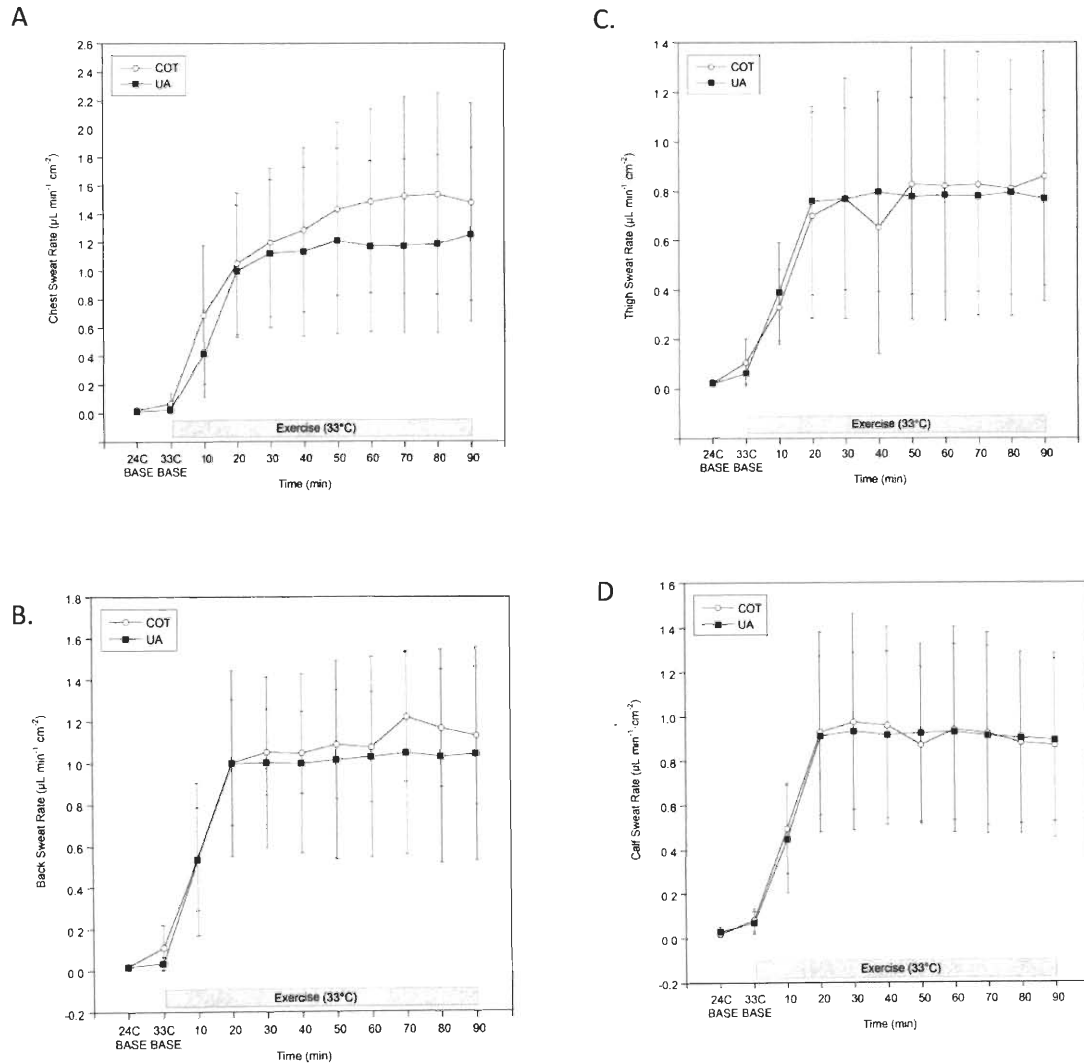 A
2.6
2.4
2.2
2.0
1.8
1.6
1.4
1.2
1.0
0.8
0.6
0.4
0.2
0.0
COT
UA
Chest Sweat Rate (µL min⁻¹ cm⁻²)
Exercise (33°C)
24C BASE
33C BASE
10 20 30 40 50 60 70 80 90
Time (min)
C.
1.4
1.2
1.0
0.8
0.6
0.4
0.2
0.0
COT
UA
Thigh Sweat Rate (µL min⁻¹ cm⁻²)
Exercise (33°C)
24C BASE
33C BASE
10 20 30 40 50 60 70 80 90
Time (min)
B.
1.8
1.6
1.4
1.2
1.0
0.8
0.6
0.4
0.2
0.0
-0.2
COT
UA
Back Sweat Rate (µL min⁻¹ cm⁻²)
Exercise (33°C)
24C BASE
33C BASE
10 20 30 40 50 60 70 80 90
Time (min)
D
1.6
1.4
1.2
1.0
0.8
0.6
0.4
0.2
0.0
-0.2
COT
UA
Calf Sweat Rate (µL min⁻¹ cm⁻²)
Exercise (33°C)
24C BASE
33C BASE
10 20 30 40 50 60 70 80 90
Time (min)